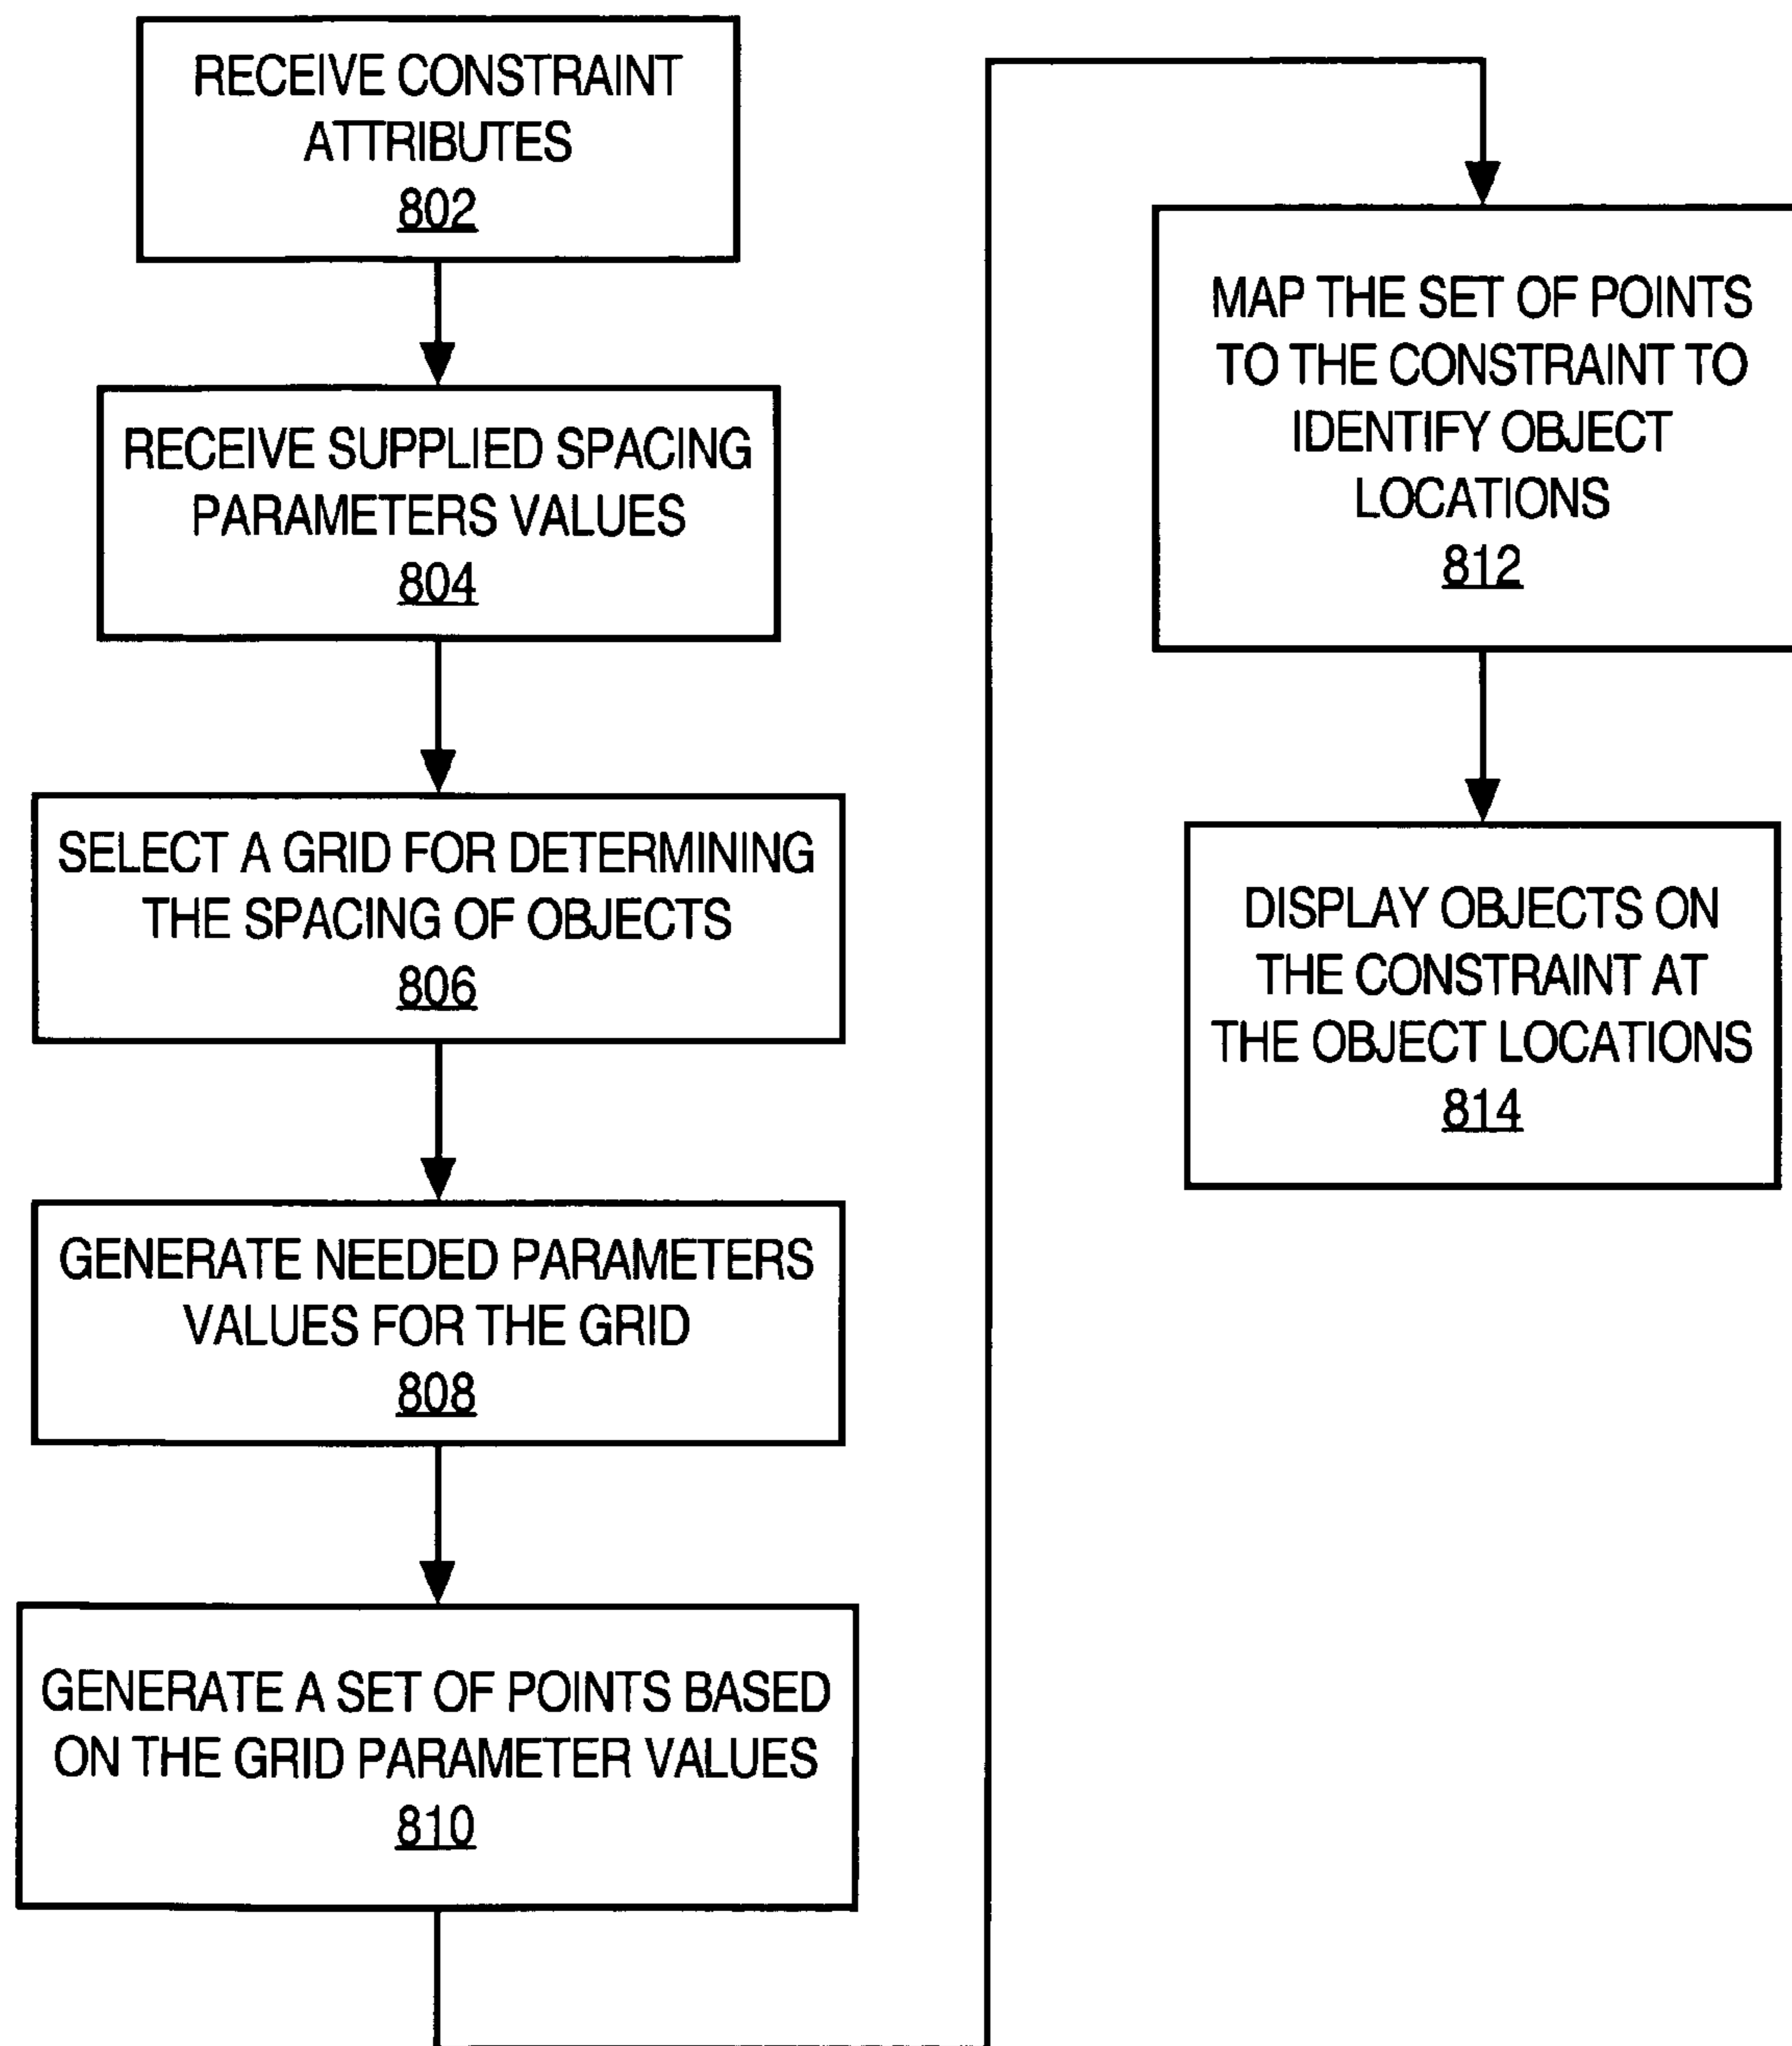 RECEIVE CONSTRAINT
ATTRIBUTES
802
RECEIVE SUPPLIED SPACING
PARAMETERS VALUES
804
SELECT A GRID FOR DETERMINING
THE SPACING OF OBJECTS
806
GENERATE NEEDED PARAMETERS
VALUES FOR THE GRID
808
GENERATE A SET OF POINTS BASED
ON THE GRID PARAMETER VALUES
810
MAP THE SET OF POINTS
TO THE CONSTRAINT TO
IDENTIFY OBJECT
LOCATIONS
812
DISPLAY OBJECTS ON
THE CONSTRAINT AT
THE OBJECT LOCATIONS
814